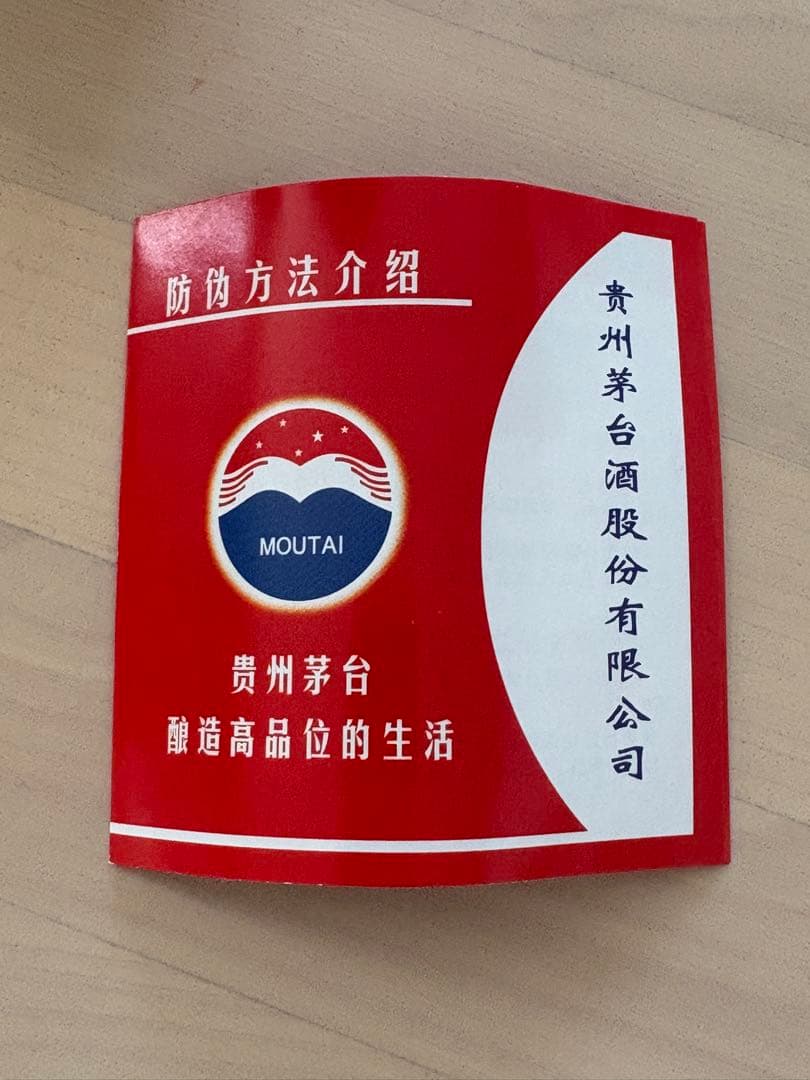 防伪方法介绍
MOUTAI
贵州茅台
酿造高品位的生活
贵州茅台酒股份有限公司